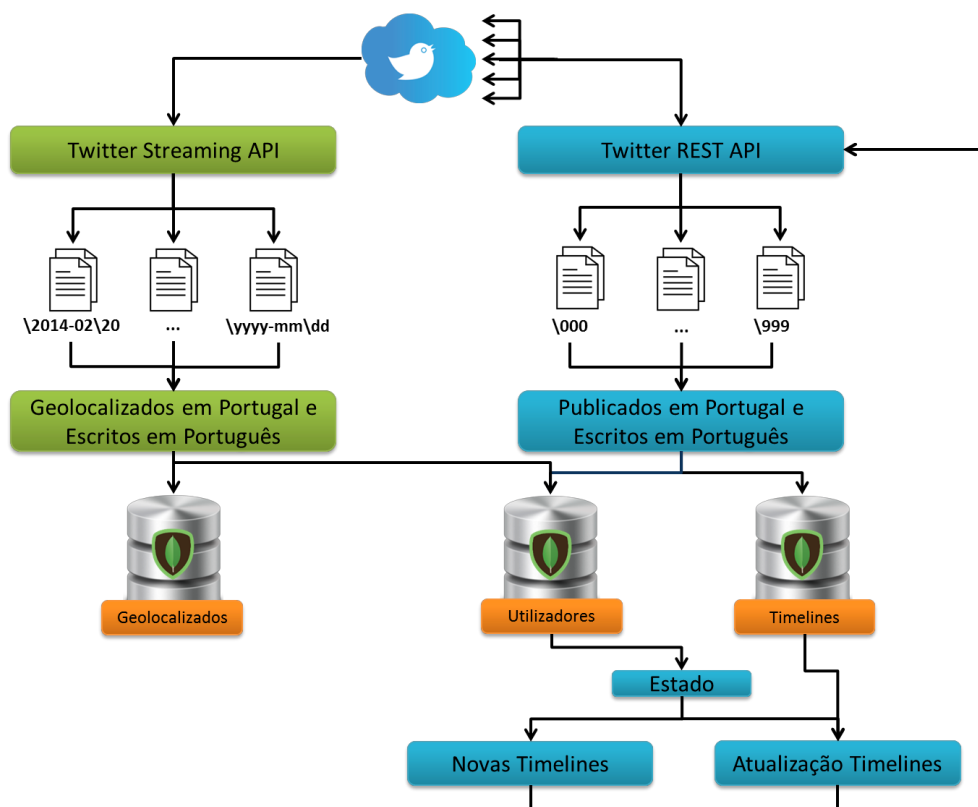 Twitter Streaming API
Twitter REST API
\2014-02\20
...
\yyyy-mm\dd
\000
...
\999
Geolocalizados em Portugal e
Escritos em Português
Publicados em Portugal e
Escritos em Português
Geolocalizados
Utilizadores
Timelines
Estado
Novas Timelines
Atualização Timelines